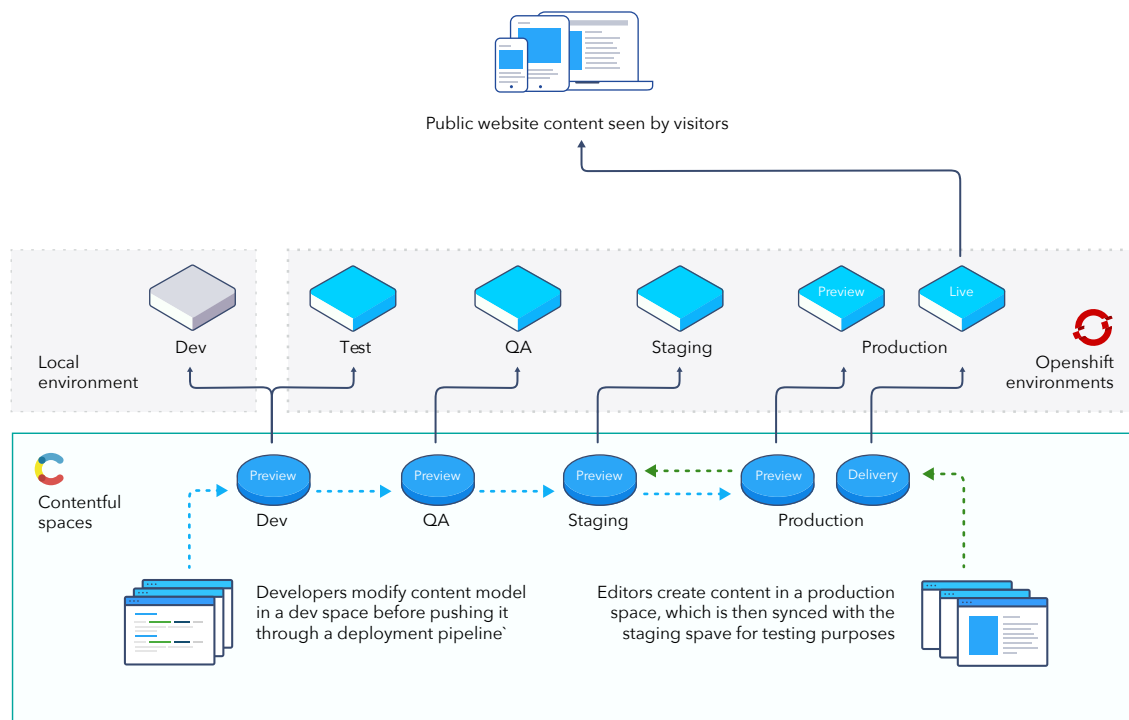 Public website content seen by visitors
Preview
Live
Dev
Test
QA
Staging
Production
Local
environment
Openshift
environments
Contentful
spaces
Preview
Preview
Preview
Preview
Delivery
Dev
QA
Staging
Production
Developers modify content model
in a dev space before pushing it
through a deployment pipeline`
Editors create content in a production
space, which is then synced with the
staging spave for testing purposes